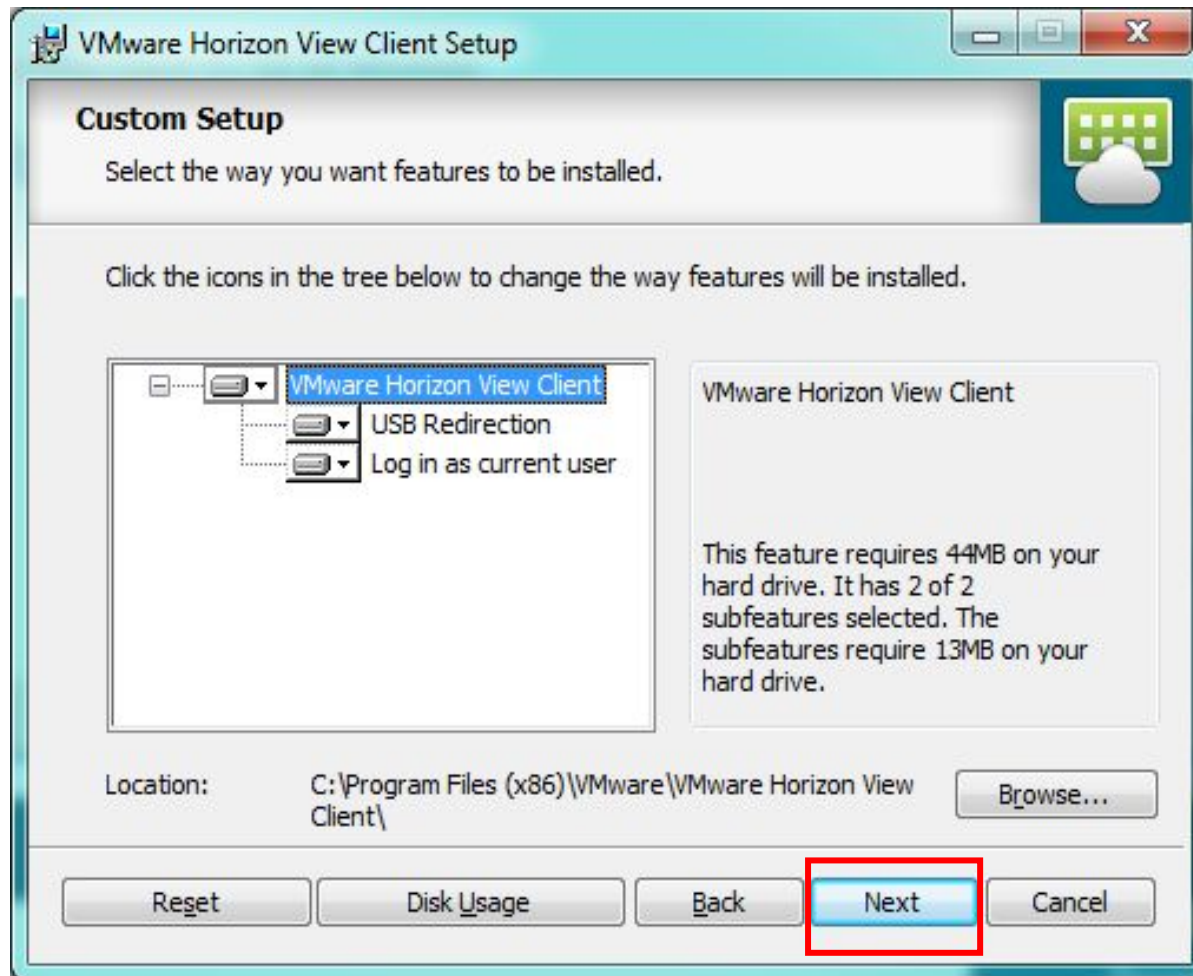 VMware Horizon View Client Setup
Custom Setup
Select the way you want features to be installed.
Click the icons in the tree below to change the way features will be installed.
VMware Horizon View Client
USB Redirection
Log in as current user
VMware Horizon View Client
This feature requires 44MB on your
hard drive. It has 2 of 2
subfeatures selected. The
subfeatures require 13MB on your
hard drive.
Location:
C:\Program Files (x86)\VMware\VMware Horizon View
Client\
Browse...
Reset
Disk Usage
Back
Next
Cancel